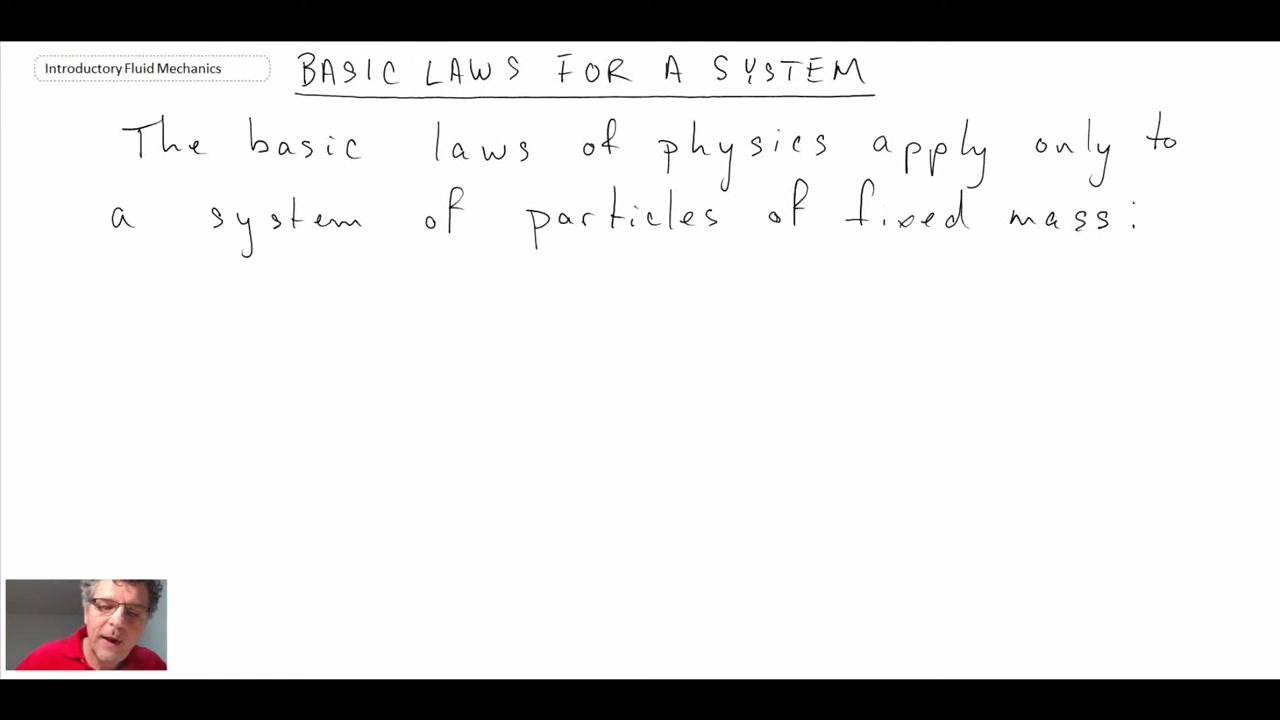 Introductory Fluid Mechanics
BASIC LAWS FOR A SYSTEM
The basic laws of physics apply only to
a system of particles of fixed mass: